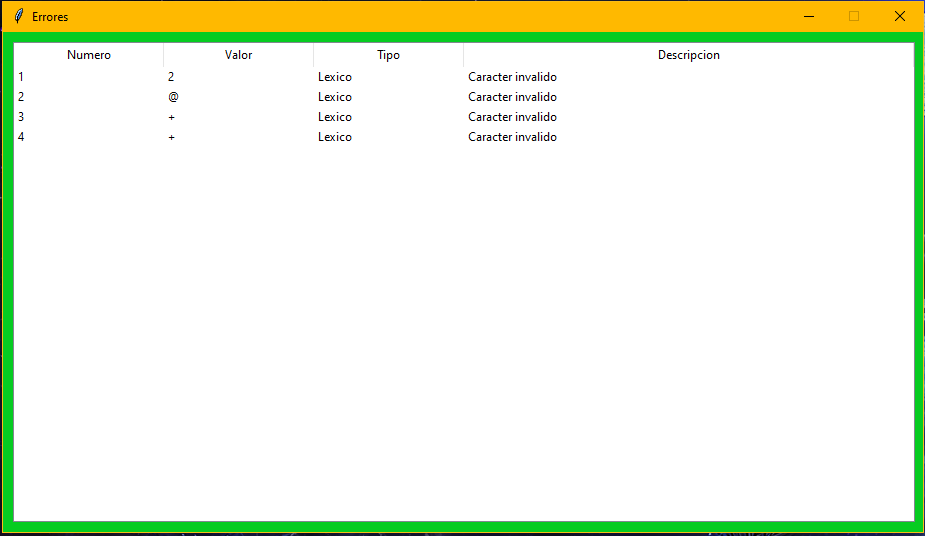 Errores
Numero Valor Tipo Descripcion
1 2 Lexico Caracter invalido
2 @ Lexico Caracter invalido
3 + Lexico Caracter invalido
4 + Lexico Caracter invalido